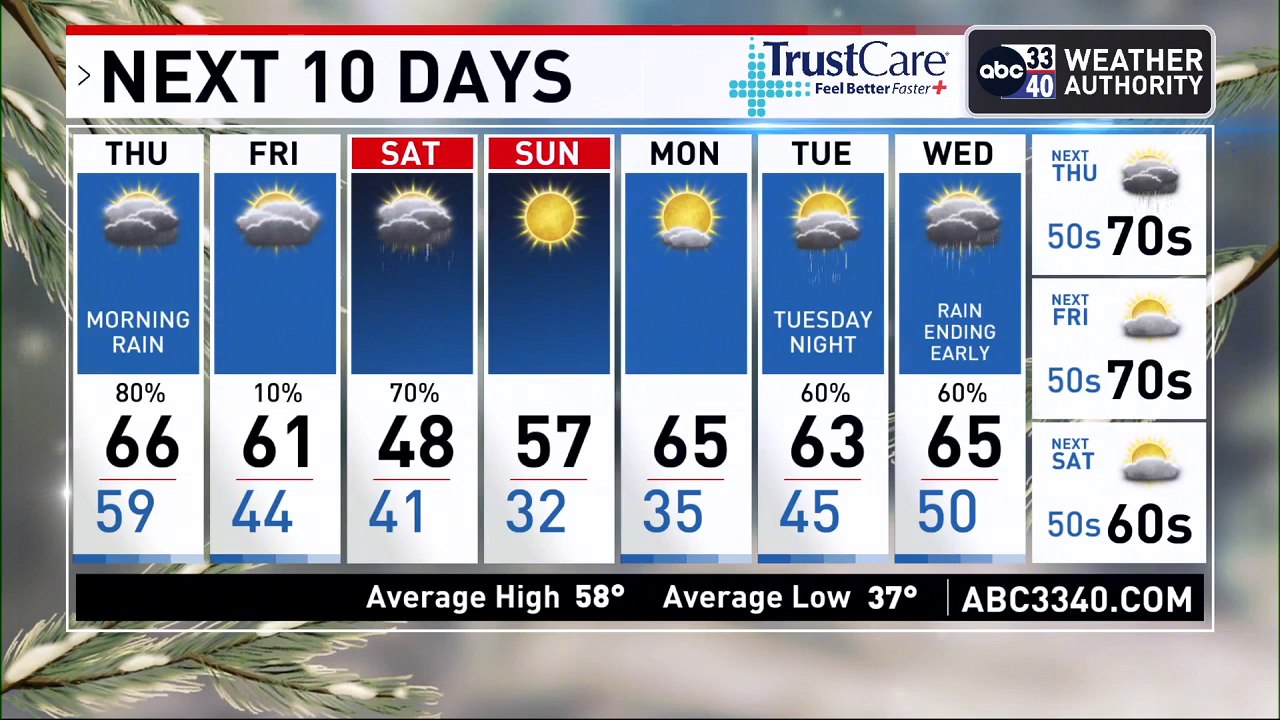 > NEXT 10 DAYS
TrustCare
Feel Better Faster
abc 33 40
WEATHER
AUTHORITY
THU
MORNING
RAIN
80%
66
59
FRI
10%
61
44
SAT
70%
48
41
SUN
57
32
MON
65
35
TUE
TUESDAY
NIGHT
60%
63
45
WED
RAIN
ENDING
EARLY
60%
65
50
NEXT
THU
50s 70s
NEXT
FRI
50s 70s
NEXT
SAT
50s 60s
Average High 58° Average Low 37° ABC3340.COM